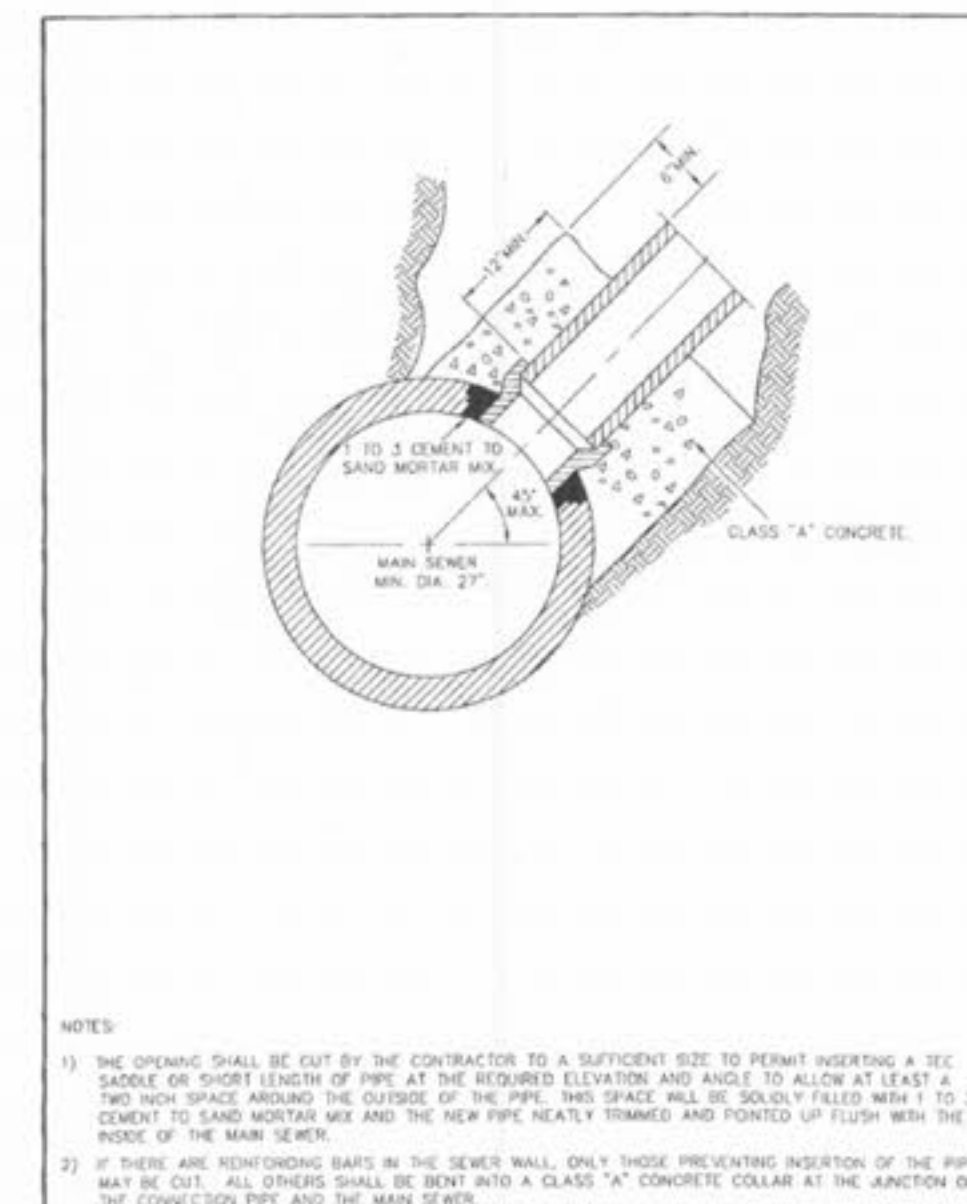 6" MIN.
12" MIN.
1 TO 3 CEMENT TO
SAND MORTAR MIX
45°
MAX.
CLASS "A" CONCRETE.
MAIN SEWER
MIN. DIA. 27"
NOTES:
1) THE OPENING SHALL BE CUT BY THE CONTRACTOR TO A SUFFICIENT SIZE TO PERMIT INSERTING A TEE
SADDLE OR SHORT LENGTH OF PIPE AT THE REQUIRED ELEVATION AND ANGLE TO ALLOW AT LEAST A
TWO INCH SPACE AROUND THE OUTSIDE OF THE PIPE. THIS SPACE WILL BE SOLIDLY FILLED WITH 1 TO 3
CEMENT TO SAND MORTAR MIX AND THE NEW PIPE NEATLY TRIMMED AND POINTED UP FLUSH WITH THE
INSIDE OF THE MAIN SEWER.
2) IF THERE ARE REINFORCING BARS IN THE SEWER WALL, ONLY THOSE PREVENTING INSERTION OF THE PIP
MAY BE CUT. ALL OTHERS SHALL BE BENT INTO A CLASS "A" CONCRETE COLLAR AT THE JUNCTION O
THE CONNECTION PIPE AND THE MAIN SEWER.